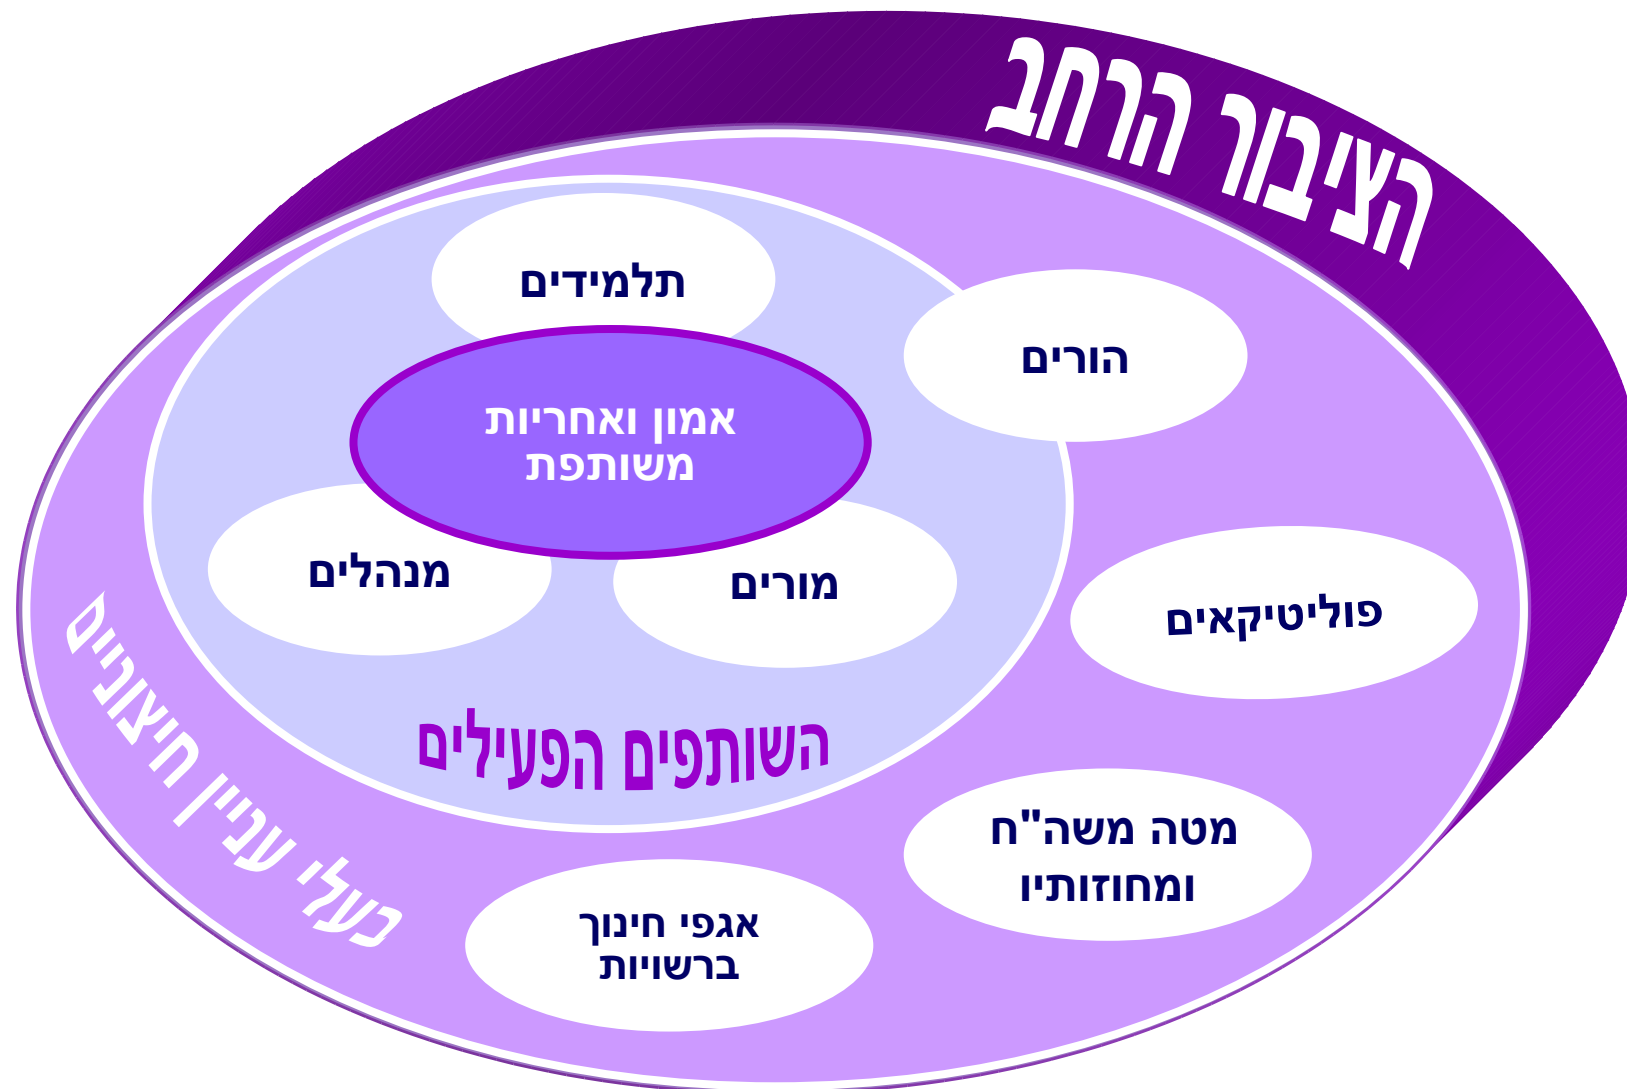 הציבור הרחב
תלמידים
הורים
אמון ואחריות
משותפת
מנהלים
מורים
פוליטיקאים
השותפים הפעילים
בעלי עניין חיצוניים
מטה משה"ח
ומחוזותיו
אגפי חינוך
ברשויות